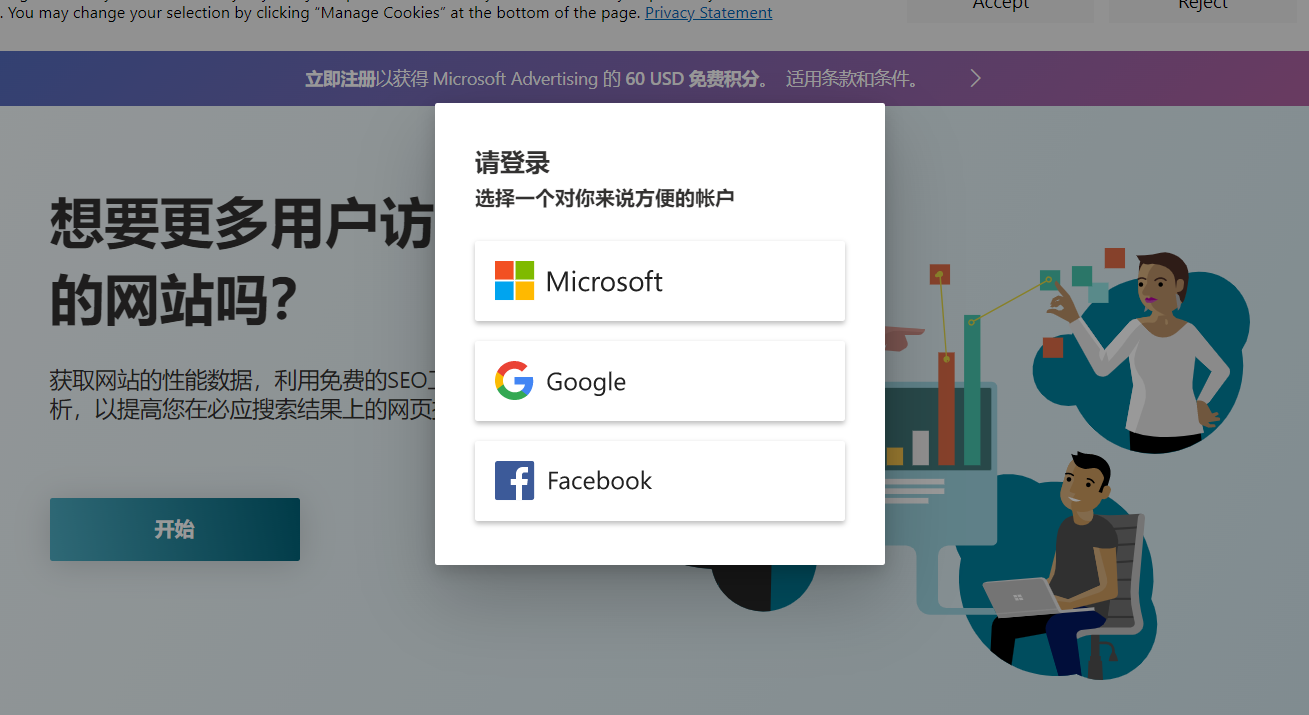 . You may change your selection by clicking “Manage Cookies” at the bottom of the page. Privacy Statement
Accept
Reject
立即注册以获得 Microsoft Advertising 的 60 USD 免费积分。 适用条款和条件。
请登录
选择一个对你来说方便的帐户
Microsoft
Google
Facebook
想要更多用户访
的网站吗?
获取网站的性能数据，利用免费的SEO
析，以提高您在必应搜索结果上的网页
开始